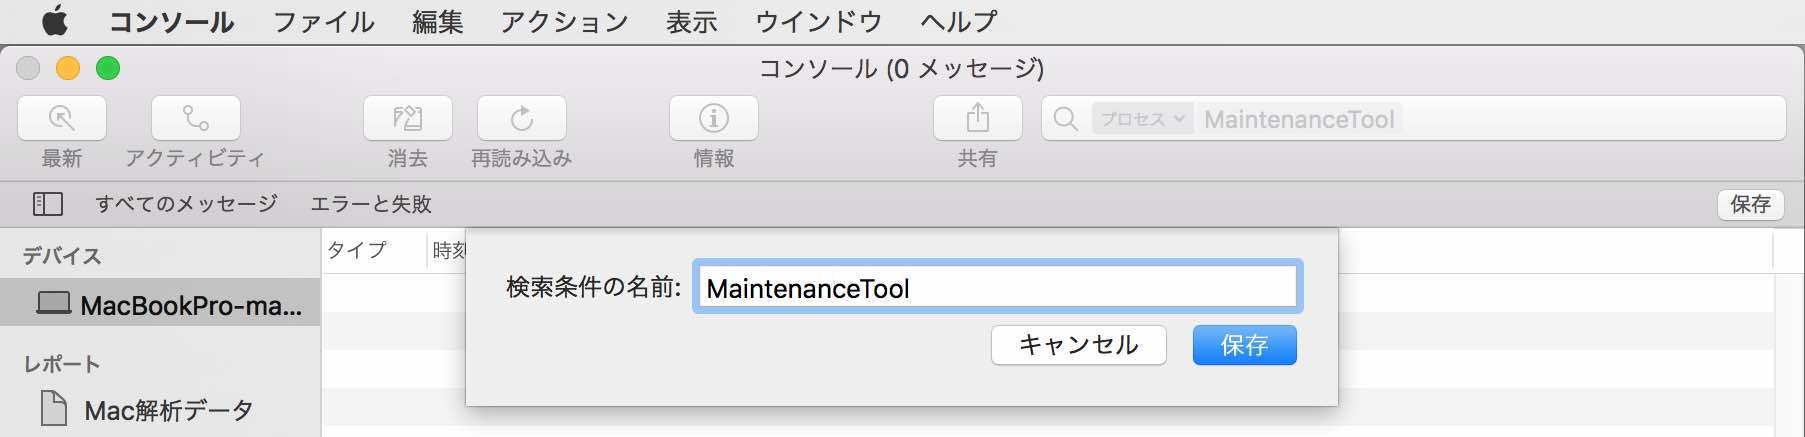 コンソール ファイル 編集 アクション 表示 ウインドウ ヘルプ
コンソール (0 メッセージ)
プロセス MaintenanceTool
最新 アクティビティ 消去 再読み込み 情報 共有
すべてのメッセージ エラーと失敗 保存
デバイス
タイプ 時刻
検索条件の名前: MaintenanceTool
MacBookPro-ma...
キャンセル 保存
レポート
Mac解析データ